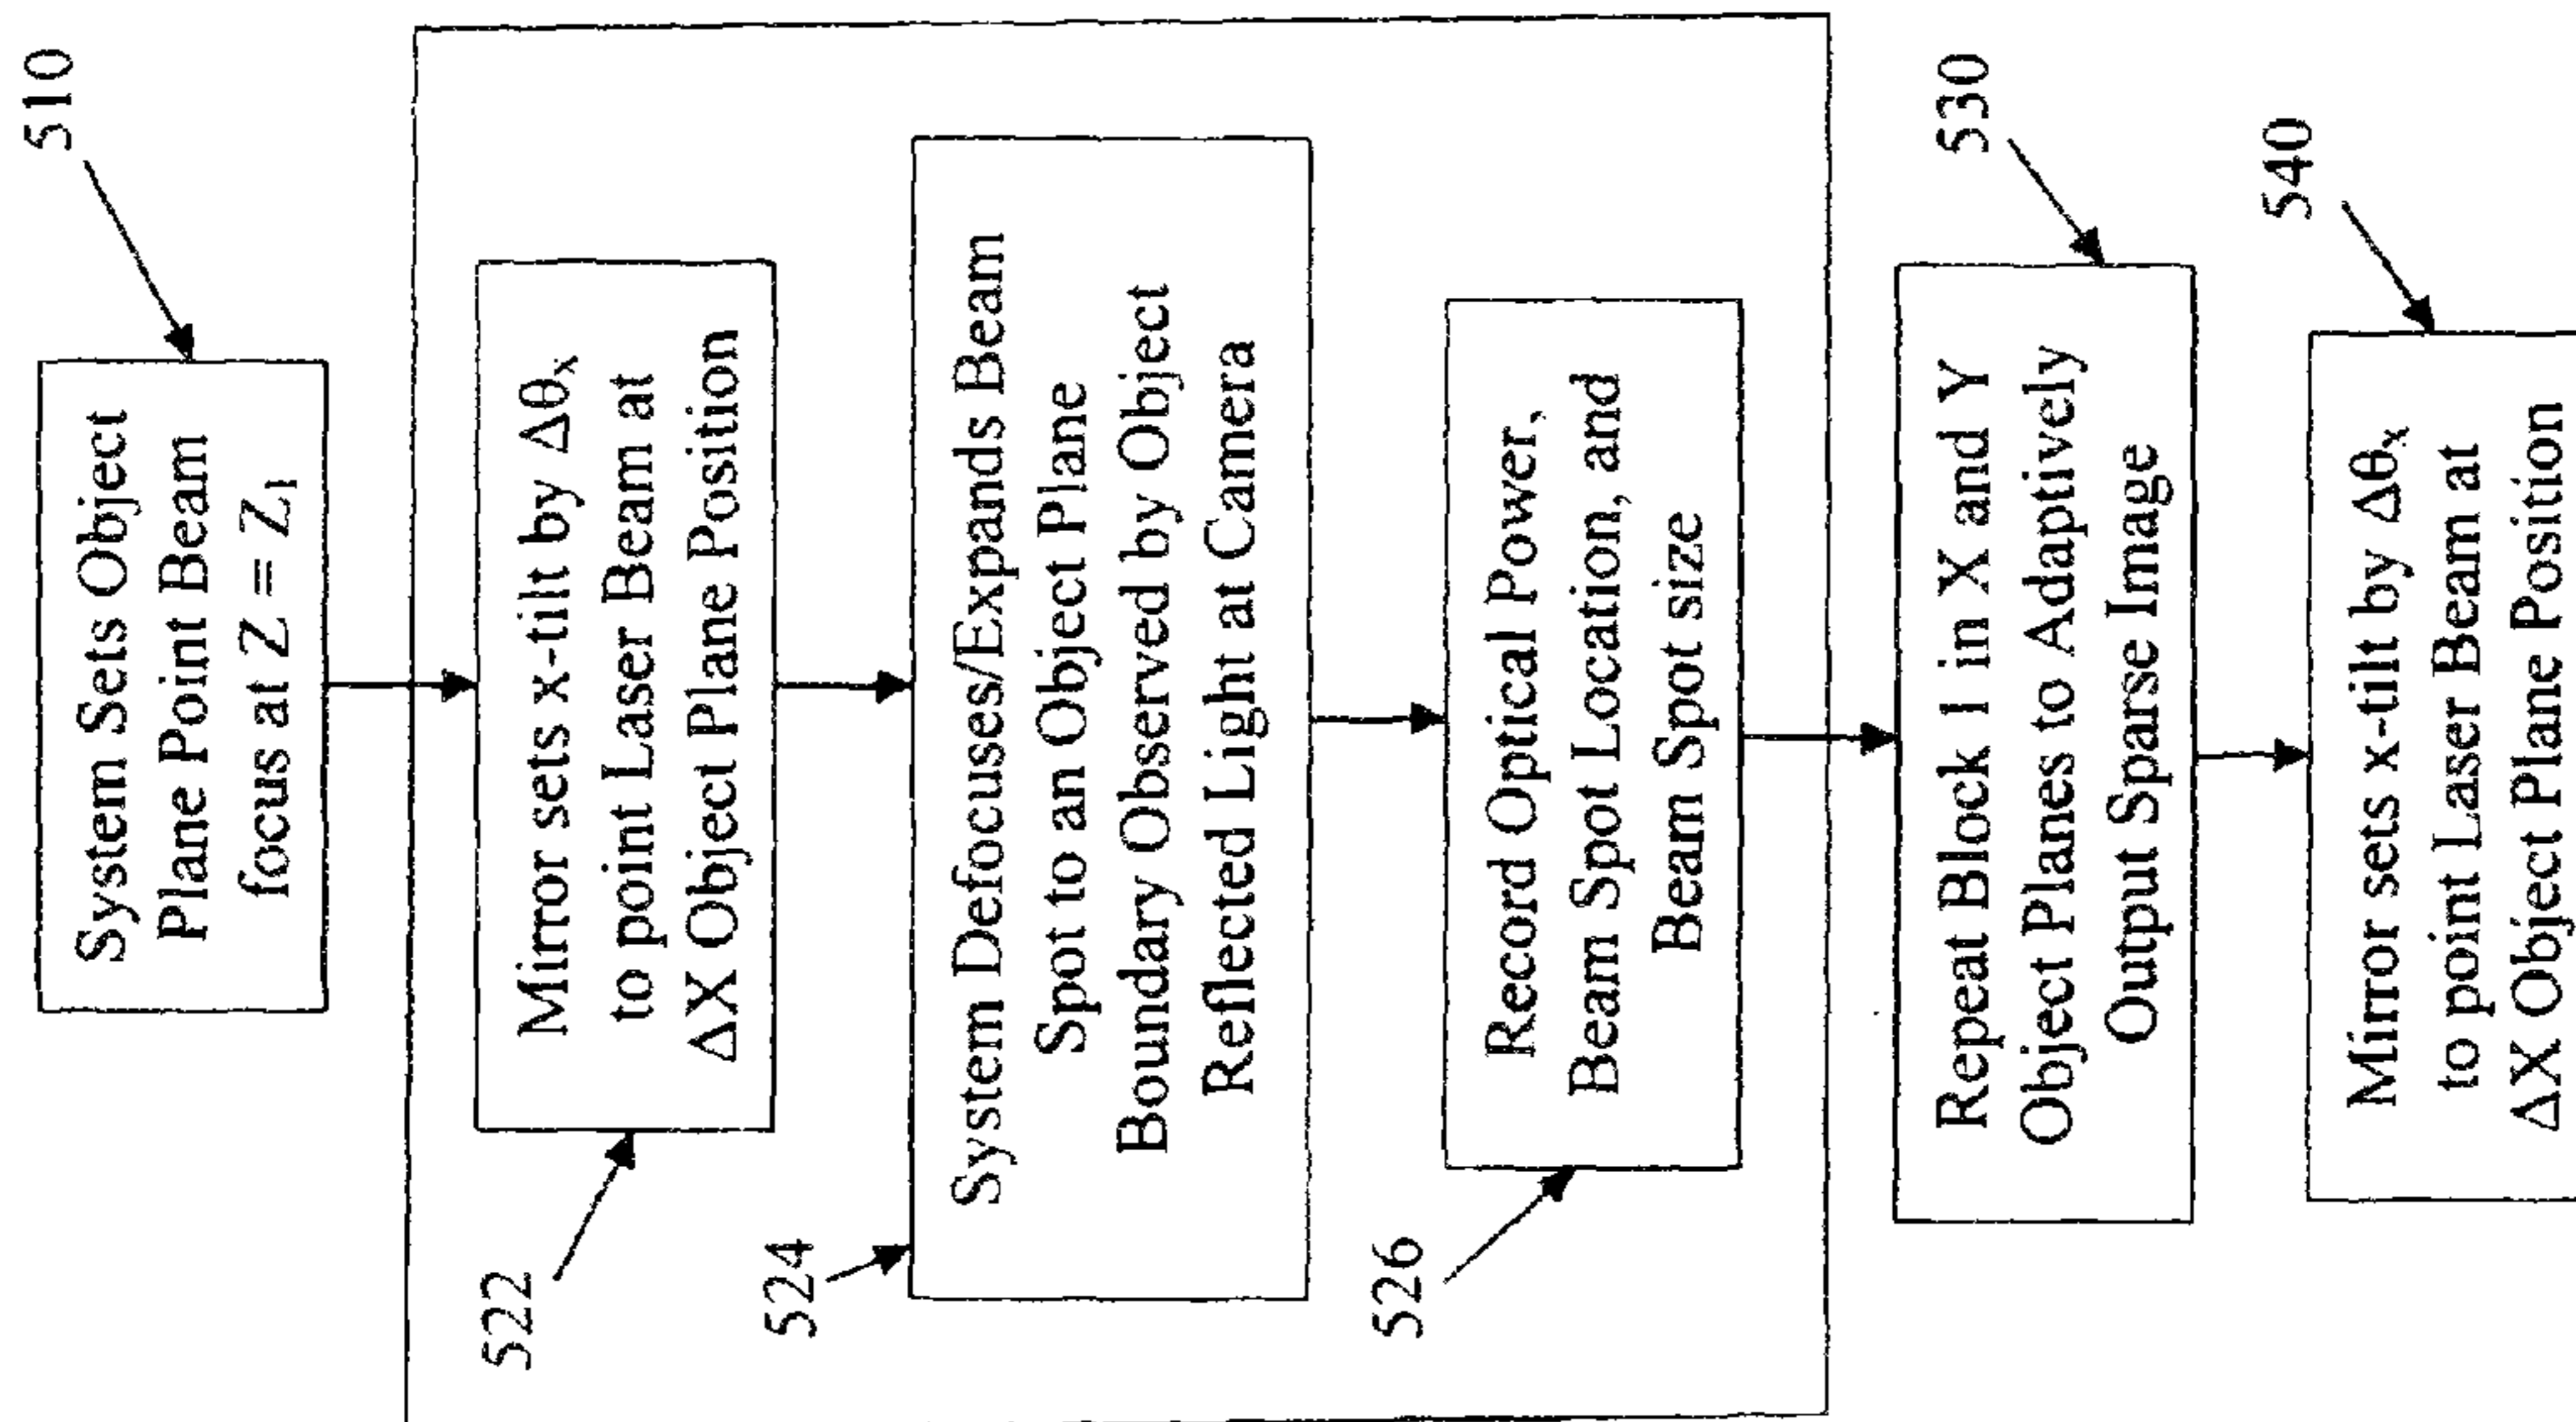 510
System Sets Object
Plane Point Beam
focus at Z = Z₁
522
Mirror sets x-tilt by Δθₓ
to point Laser Beam at
ΔX Object Plane Position
524
System Defocuses/Expands Beam
Spot to an Object Plane
Boundary Observed by Object
Reflected Light at Camera
526
Record Optical Power,
Beam Spot Location, and
Beam Spot size
530
Repeat Block 1 in X and Y
Object Planes to Adaptively
Output Sparse Image
540
Mirror sets x-tilt by Δθₓ
to point Laser Beam at
ΔX Object Plane Position